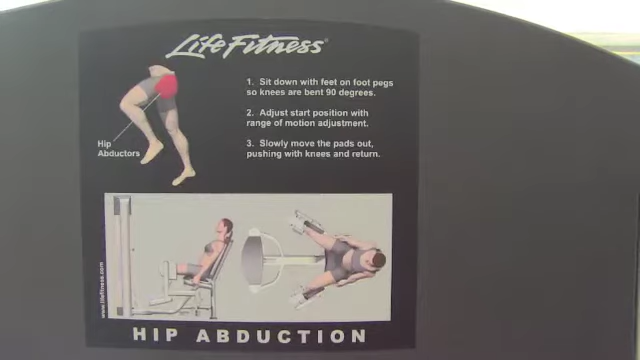 Life Fitness®
1. Sit down with feet on foot pegs
so knees are bent 90 degrees.
2. Adjust start position with
range of motion adjustment.
3. Slowly move the pads out,
pushing with knees and return.
Hip
Abductors
www.lifefitness.com
HIP ABDUCTION